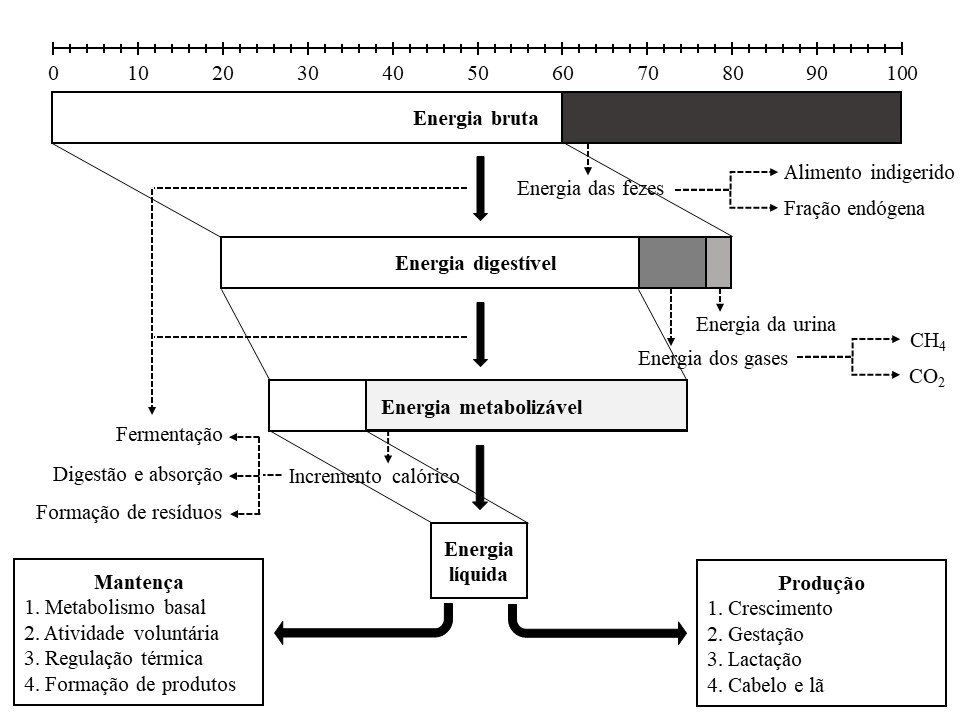 0 10 20 30 40 50 60 70 80 90 100
Energia bruta
Energia das fezes
Alimento indigerido
Fração endógena
Energia digestível
Energia da urina
Energia dos gases
CH₄
CO₂
Energia metabolizável
Fermentação
Digestão e absorção
Formação de resíduos
Incremento calórico
Energia
líquida
Mantença
1. Metabolismo basal
2. Atividade voluntária
3. Regulação térmica
4. Formação de produtos
Produção
1. Crescimento
2. Gestação
3. Lactação
4. Cabelo e lã